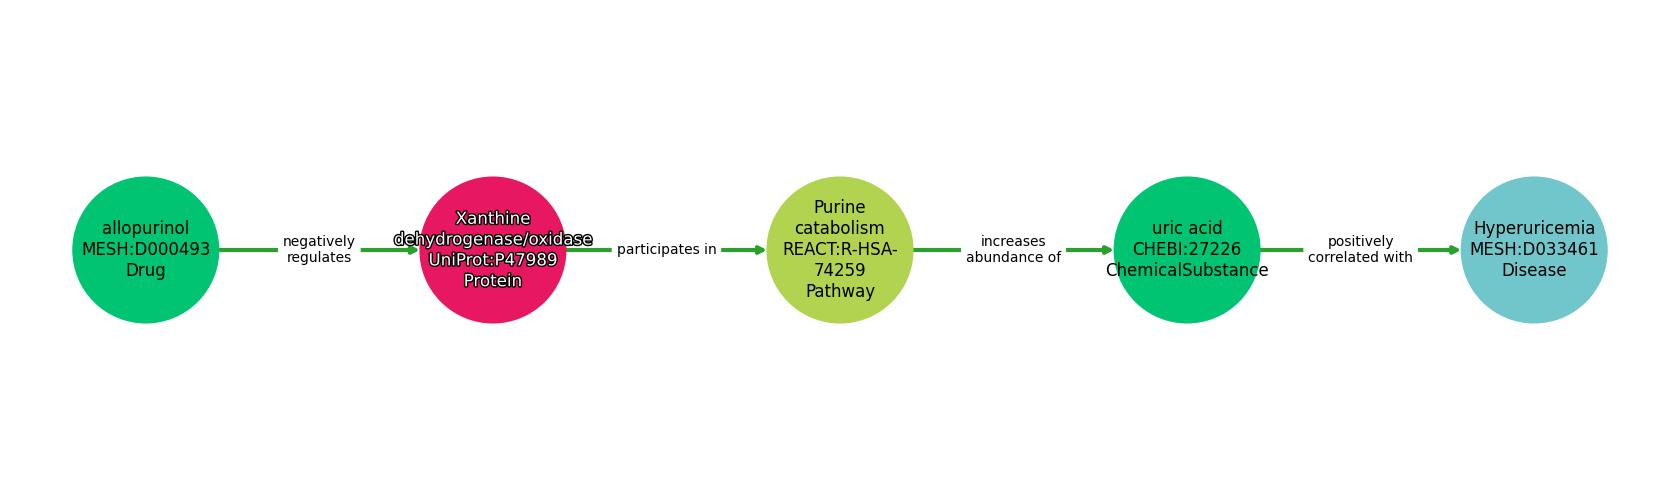 allopurinol
MESH:D000493
Drug
negatively
regulates
Xanthine
dehydrogenase/oxidase
UniProt:P47989
Protein
participates in
Purine
catabolism
REACT:R-HSA-
74259
Pathway
increases
abundance of
uric acid
CHEBI:27226
ChemicalSubstance
positively
correlated with
Hyperuricemia
MESH:D033461
Disease